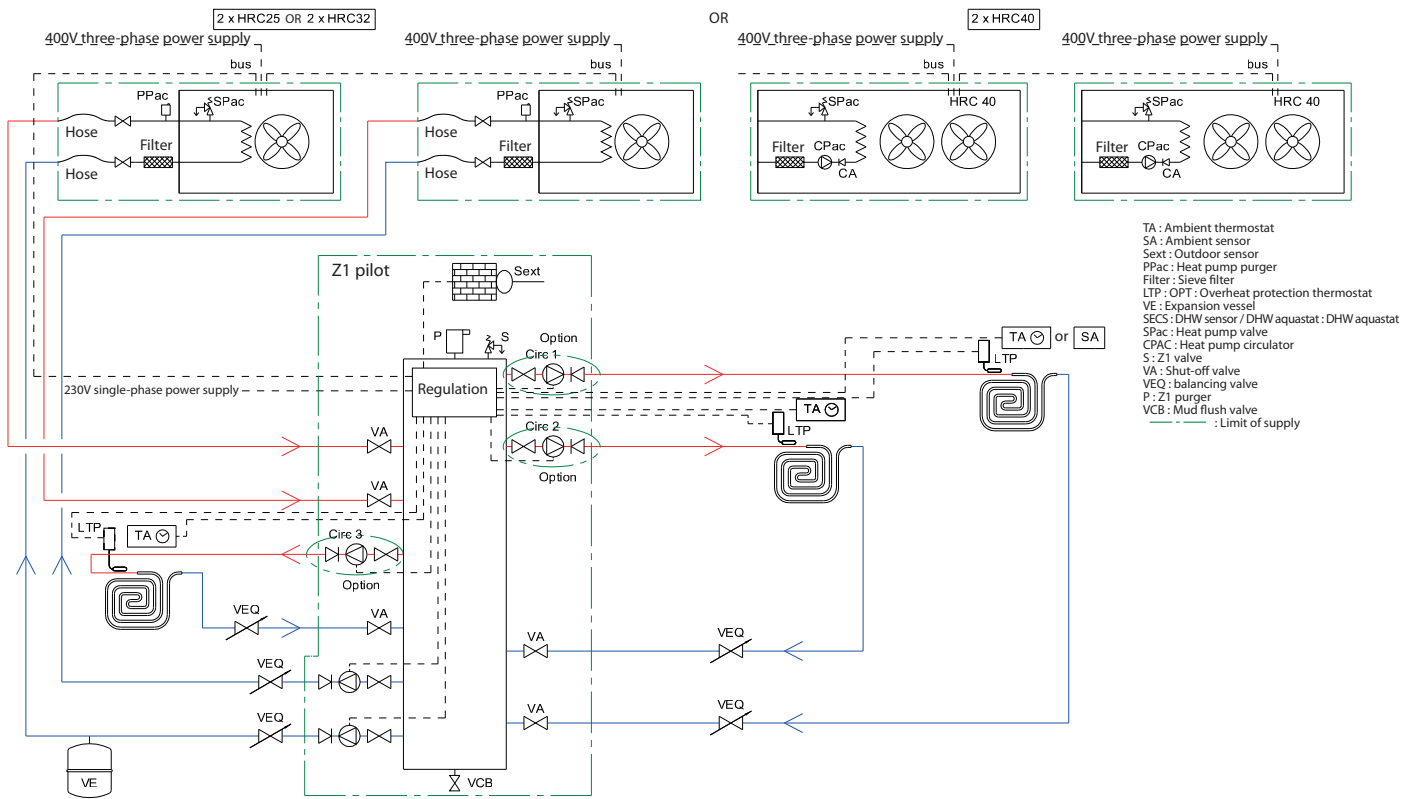 2 x HRC25 OR 2 x HRC32
OR
2 x HRC40
400V three-phase power supply
400V three-phase power supply
400V three-phase power supply
400V three-phase power supply
bus
bus
bus
bus
PPac
SPac
Hose
Filter
Hose
PPac
SPac
Hose
Filter
Hose
SPac
HRC 40
Filter
CPac
CA
SPac
HRC 40
Filter
CPac
CA
TA : Ambient thermostat
SA : Ambient sensor
Sext : Outdoor sensor
PPac : Heat pump purger
Filter : Sieve filter
LTP : OPT : Overheat protection thermostat
VE : Expansion vessel
SECS : DHW sensor / DHW aquastat : DHW aquastat
SPac : Heat pump valve
CPAC : Heat pump circulator
S : Z1 valve
VA : Shut-off valve
VEQ : balancing valve
P : Z1 purger
VCB : Mud flush valve
: Limit of supply
Z1 pilot
Sext
P
S
Option
Circ 1
TA or SA
LTP
230V single-phase power supply
Regulation
TA
LTP
VA
Circ 2
Option
VA
LTP
TA
Circ 3
Option
VEQ
VA
VA
VEQ
VEQ
VA
VEQ
VEQ
VE
VCB